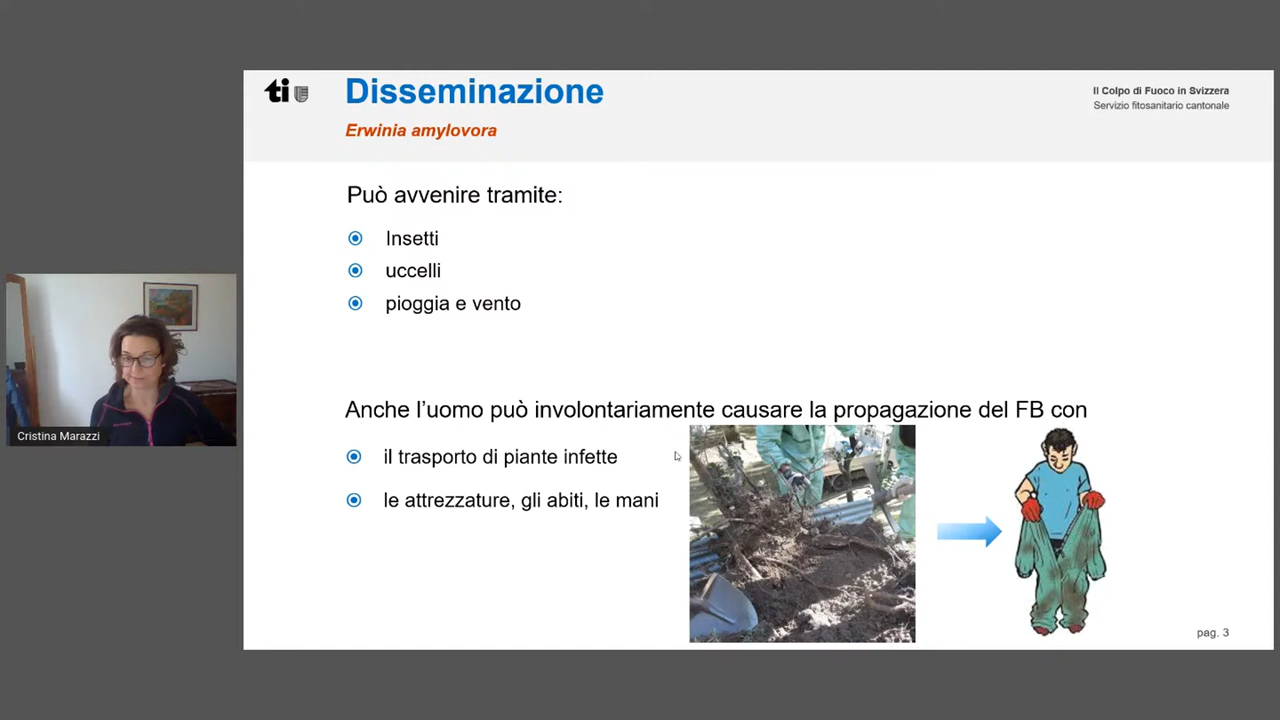 ti
Disseminazione
Erwinia amylovora
Il Colpo di Fuoco in Svizzera
Servizio fitosanitario cantonale
Può avvenire tramite:
Insetti
uccelli
pioggia e vento
Anche l’uomo può involontariamente causare la propagazione del FB con
il trasporto di piante infette
le attrezzature, gli abiti, le mani
pag. 3
Cristina Marazzi